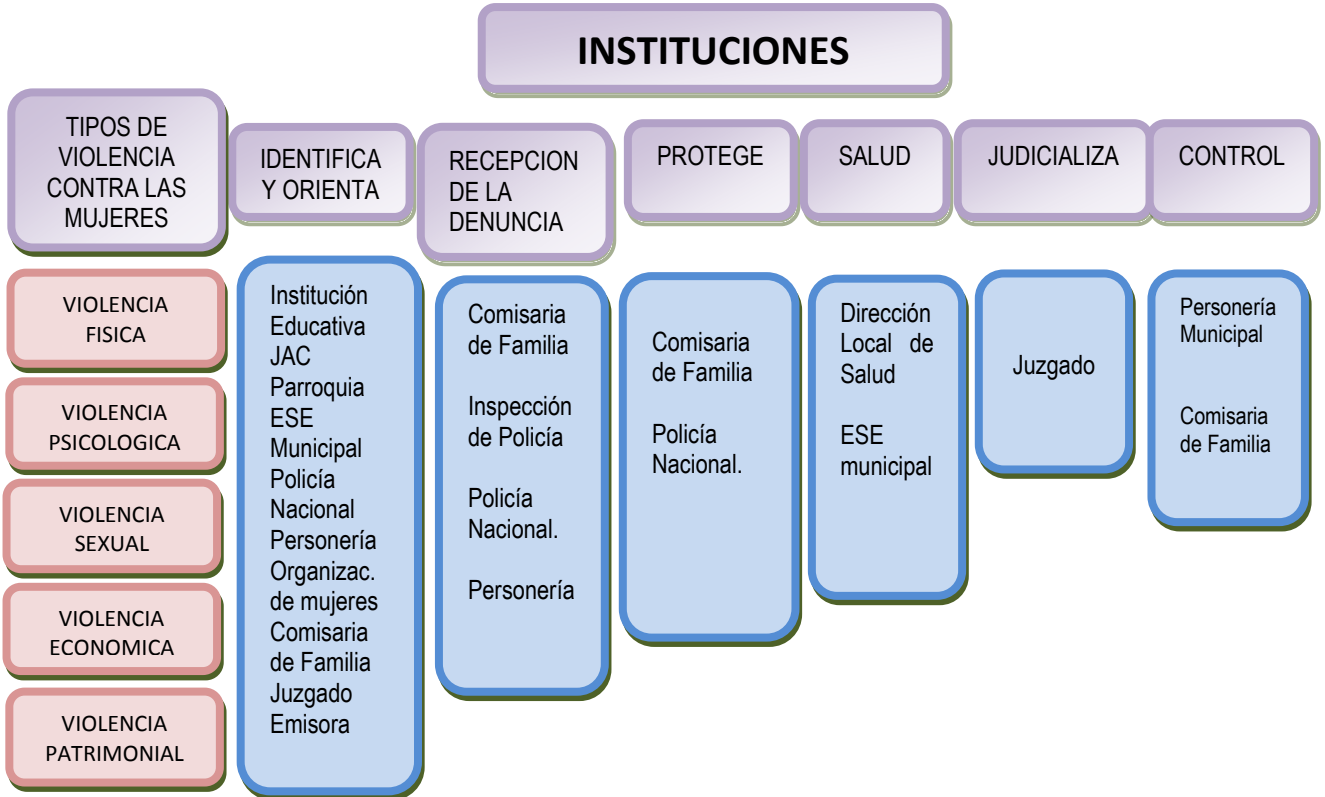 INSTITUCIONES
TIPOS DE
VIOLENCIA
CONTRA LAS
MUJERES
IDENTIFICA
Y ORIENTA
RECEPCION
DE LA
DENUNCIA
PROTEGE
SALUD
JUDICIALIZA
CONTROL
VIOLENCIA
FISICA
VIOLENCIA
PSICOLOGICA
VIOLENCIA
SEXUAL
VIOLENCIA
ECONOMICA
VIOLENCIA
PATRIMONIAL
Institución
Educativa
JAC
Parroquia
ESE
Municipal
Policía
Nacional
Personería
Organizac.
de mujeres
Comisaria
de Familia
Juzgado
Emisora
Comisaria
de Familia
Inspección
de Policía
Policía
Nacional.
Personería
Comisaria
de Familia
Policía
Nacional.
Dirección
Local de
Salud
ESE
municipal
Juzgado
Personería
Municipal
Comisaria
de Familia